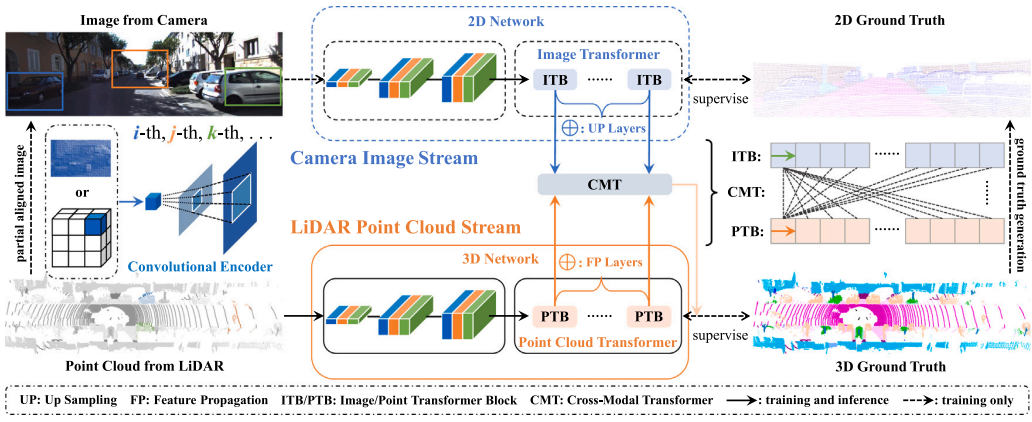 Image from Camera
2D Network
2D Ground Truth
Image Transformer
ITB ...... ITB
supervise
⊕: UP Layers
partial aligned image
i-th, j-th, k-th, . . .
or
Convolutional Encoder
Camera Image Stream
CMT
ITB:
CMT:
PTB:
ground truth generation
LiDAR Point Cloud Stream
3D Network
⊕: FP Layers
PTB ...... PTB
Point Cloud Transformer
supervise
Point Cloud from LiDAR
3D Ground Truth
UP: Up Sampling FP: Feature Propagation ITB/PTB: Image/Point Transformer Block CMT: Cross-Modal Transformer : training and inference : training only